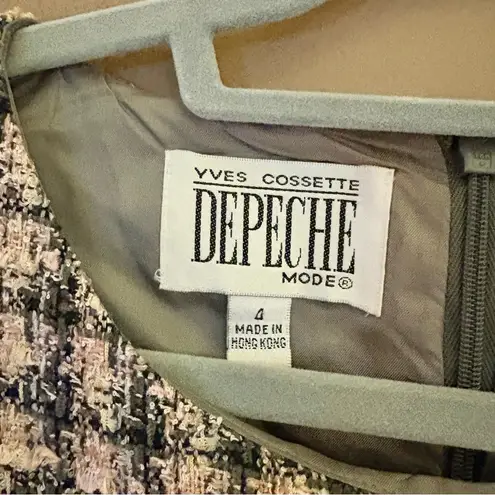 YVES COSSETTE
DEPECHE
MODE®
4
MADE IN
HONG KONG